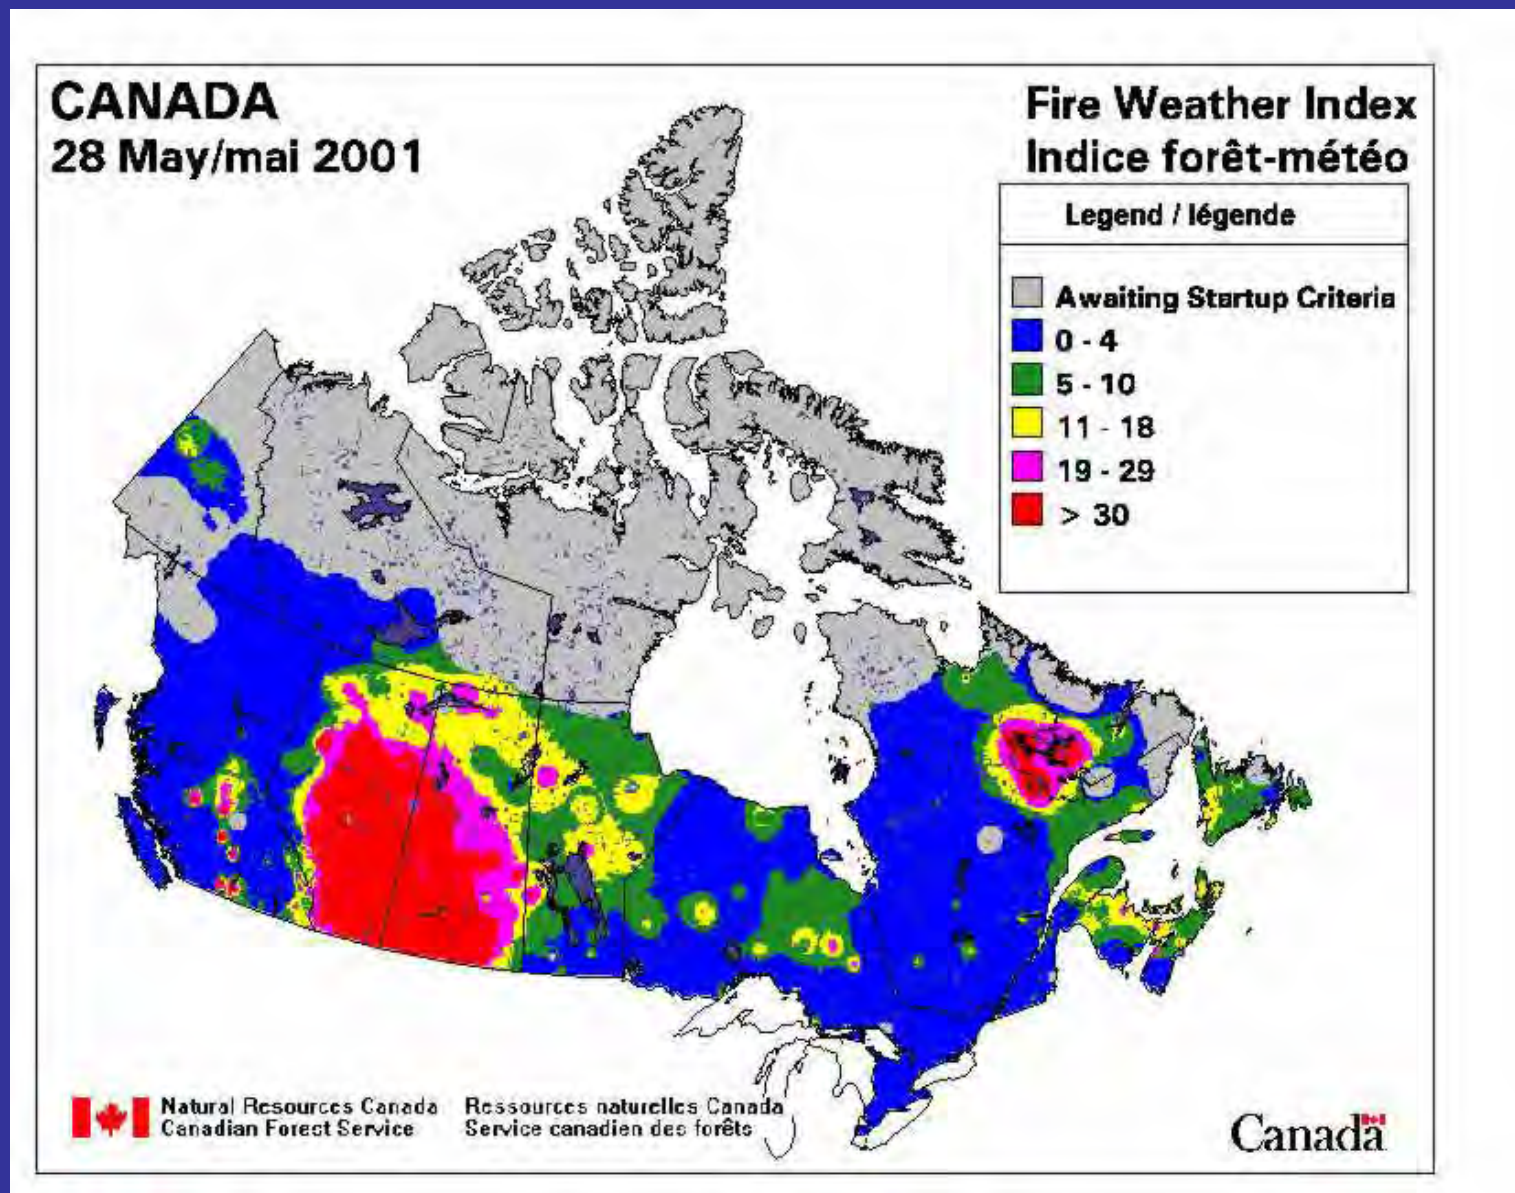 CANADA
28 May/mai 2001
Fire Weather Index
Indice forêt-météo
Legend / légende
Awaiting Startup Criteria
0 - 4
5 - 10
11 - 18
19 - 29
> 30
Natural Resources Canada
Canadian Forest Service
Ressources naturelles Canada
Service canadien des forêts
Canada